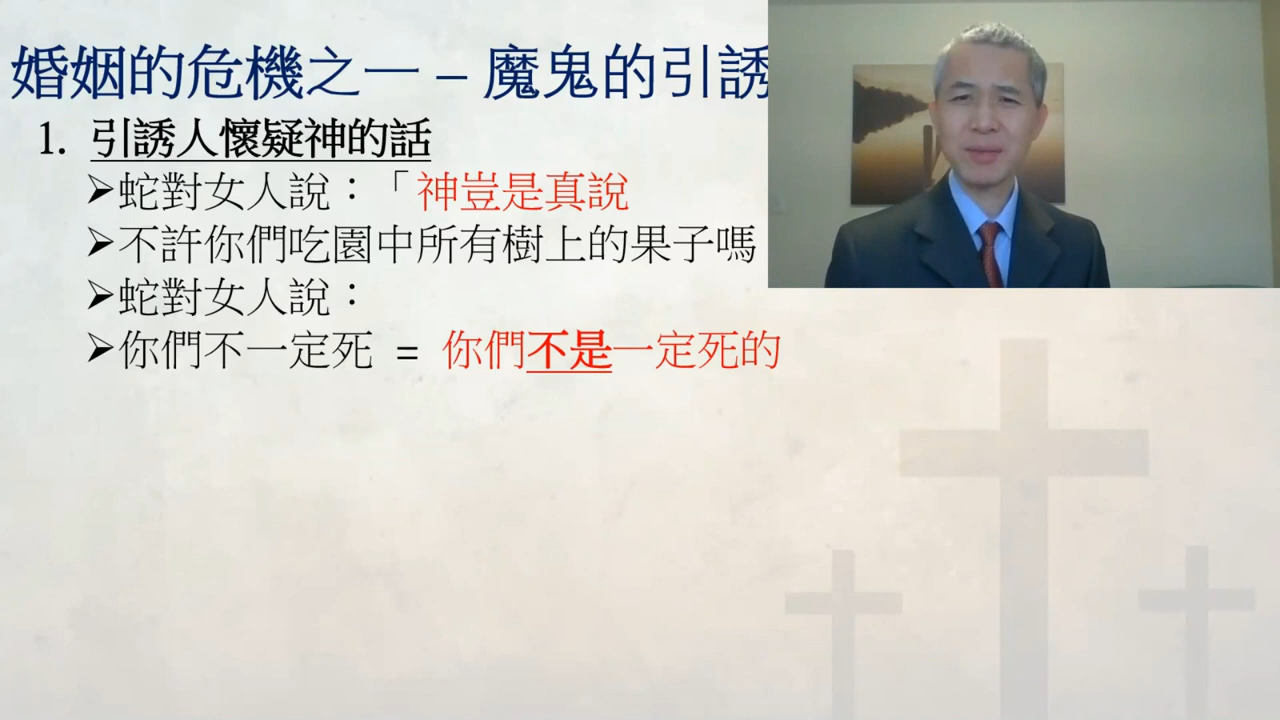 婚姻的危機之一 – 魔鬼的引誘
1. 引誘人懷疑神的話
➢蛇對女人說：「神豈是真說
➢不許你們吃園中所有樹上的果子嗎
➢蛇對女人說：
➢你們不一定死 = 你們不是一定死的